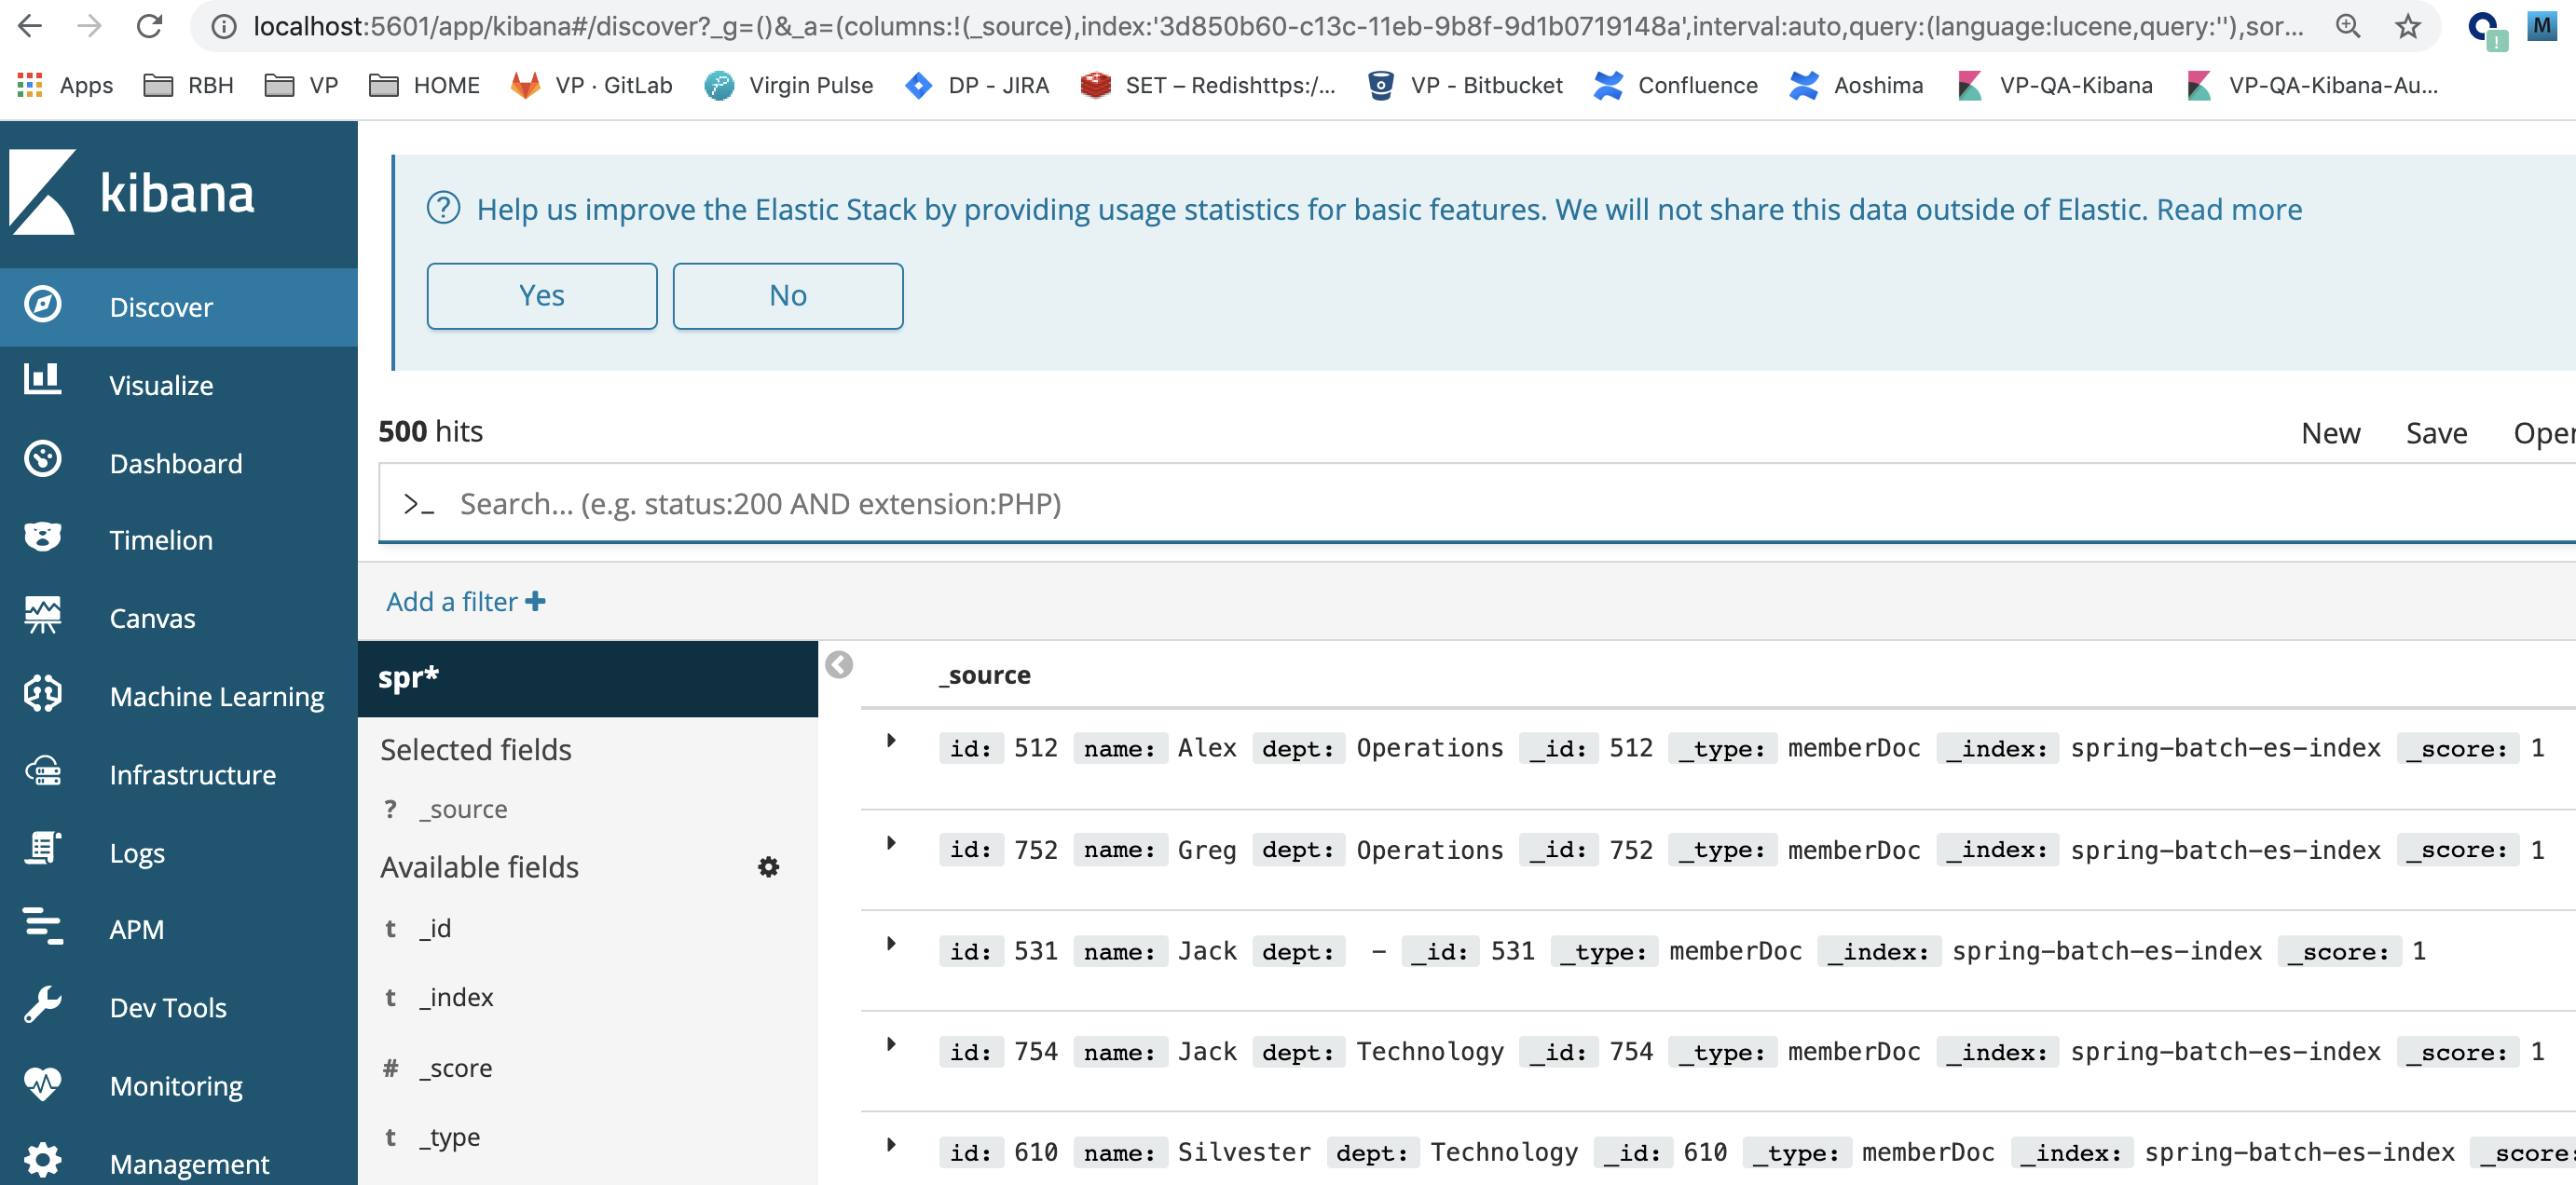 localhost:5601/app/kibana#/discover?_g=()&_a=(columns:!(_source),index:'3d850b60-c13c-11eb-9b8f-9d1b0719148a',interval:auto,query:(language:lucene,query:''),sor...
Apps RBH VP HOME VP · GitLab Virgin Pulse DP - JIRA SET – Redishttps:/... VP - Bitbucket Confluence Aoshima VP-QA-Kibana VP-QA-Kibana-Au...
M
kibana
Discover
Visualize
Dashboard
Timelion
Canvas
Machine Learning
Infrastructure
Logs
APM
Dev Tools
Monitoring
Management
Help us improve the Elastic Stack by providing usage statistics for basic features. We will not share this data outside of Elastic. Read more
Yes No
500 hits
New Save Open
>_ Search... (e.g. status:200 AND extension:PHP)
Add a filter +
spr*
Selected fields
? _source
Available fields
t _id
t _index
# _score
t _type
_source
id: 512 name: Alex dept: Operations _id: 512 _type: memberDoc _index: spring-batch-es-index _score: 1
id: 752 name: Greg dept: Operations _id: 752 _type: memberDoc _index: spring-batch-es-index _score: 1
id: 531 name: Jack dept: - _id: 531 _type: memberDoc _index: spring-batch-es-index _score: 1
id: 754 name: Jack dept: Technology _id: 754 _type: memberDoc _index: spring-batch-es-index _score: 1
id: 610 name: Silvester dept: Technology _id: 610 _type: memberDoc _index: spring-batch-es-index _score: